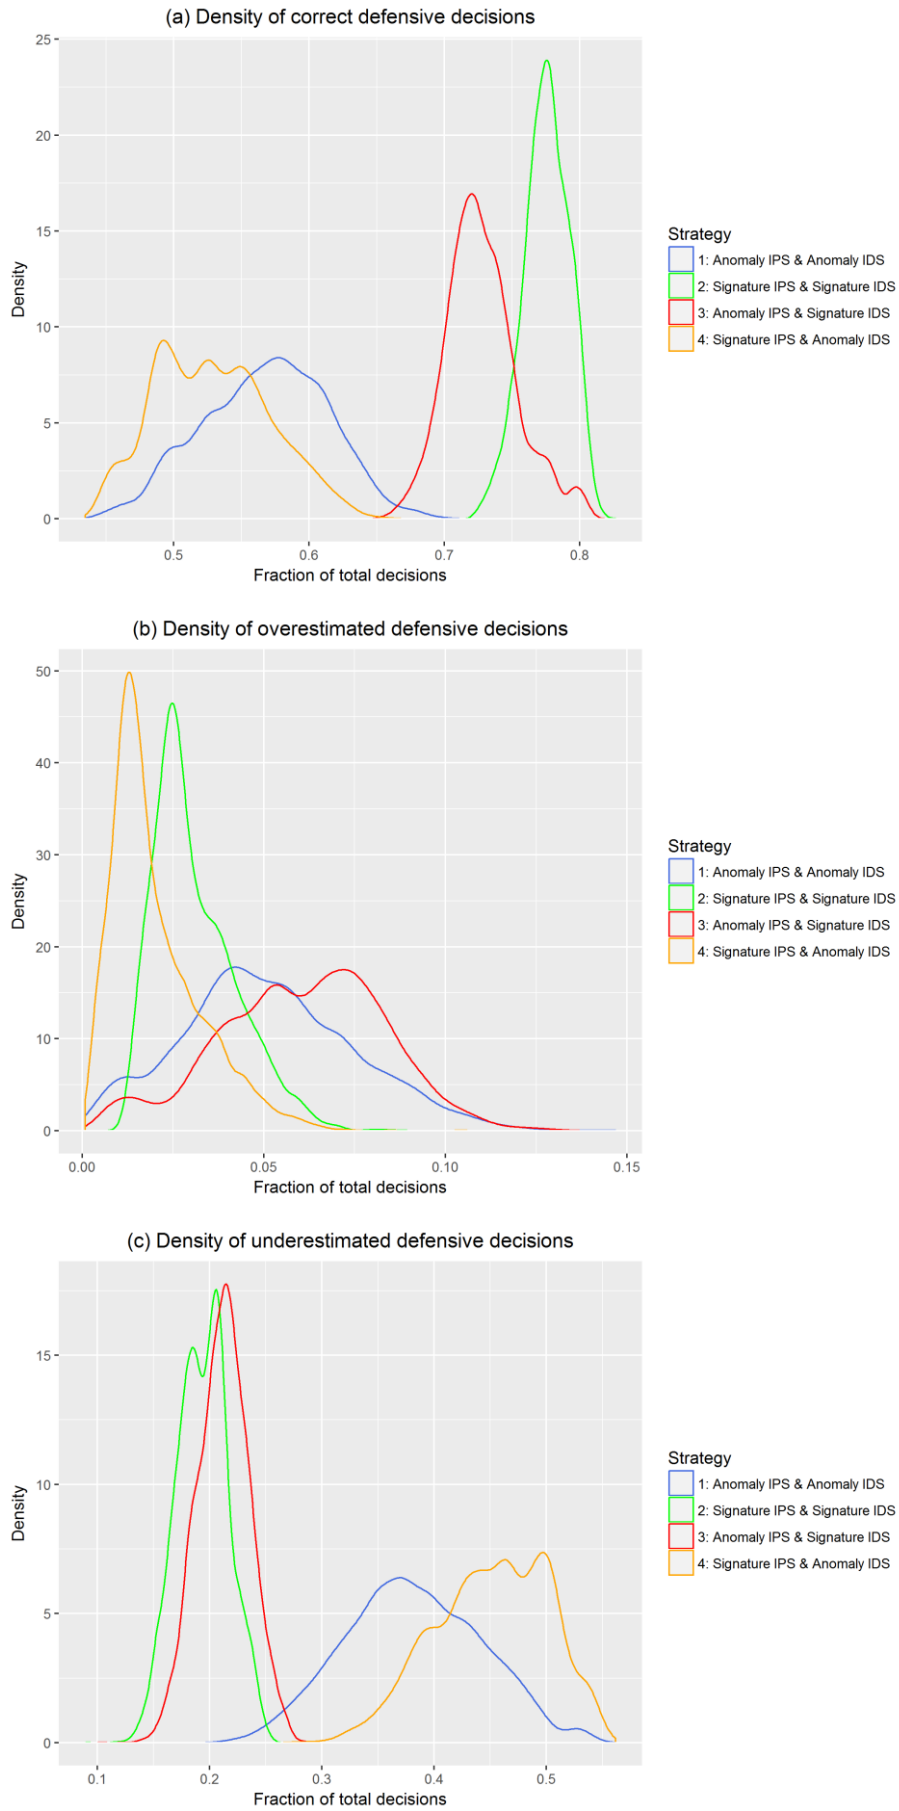 (a) Density of correct defensive decisions
25
20
15
10
5
0
Density
0.5 0.6 0.7 0.8
Fraction of total decisions
Strategy
1: Anomaly IPS & Anomaly IDS
2: Signature IPS & Signature IDS
3: Anomaly IPS & Signature IDS
4: Signature IPS & Anomaly IDS
(b) Density of overestimated defensive decisions
50
40
30
20
10
0
Density
0.00 0.05 0.10 0.15
Fraction of total decisions
Strategy
1: Anomaly IPS & Anomaly IDS
2: Signature IPS & Signature IDS
3: Anomaly IPS & Signature IDS
4: Signature IPS & Anomaly IDS
(c) Density of underestimated defensive decisions
15
10
5
0
Density
0.1 0.2 0.3 0.4 0.5
Fraction of total decisions
Strategy
1: Anomaly IPS & Anomaly IDS
2: Signature IPS & Signature IDS
3: Anomaly IPS & Signature IDS
4: Signature IPS & Anomaly IDS